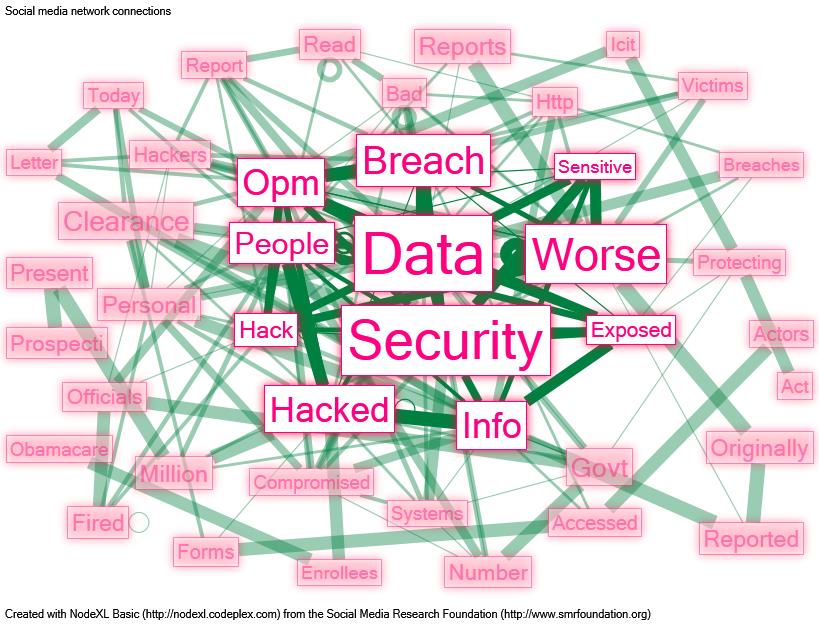 Social media network connections
Read
Reports
Icit
Report
Victims
Today
Bad
Http
Letter
Hackers
Breach
Sensitive
Breaches
Opm
Clearance
People
Data
Worse
Present
Protecting
Personal
Hack
Security
Exposed
Prospecti
Actors
Act
Officials
Hacked
Info
Obamacare
Originally
Million
Compromised
Govt
Systems
Fired
Accessed
Reported
Forms
Enrollees
Number
Created with NodeXL Basic (http://nodexl.codeplex.com) from the Social Media Research Foundation (http://www.smrfoundation.org)